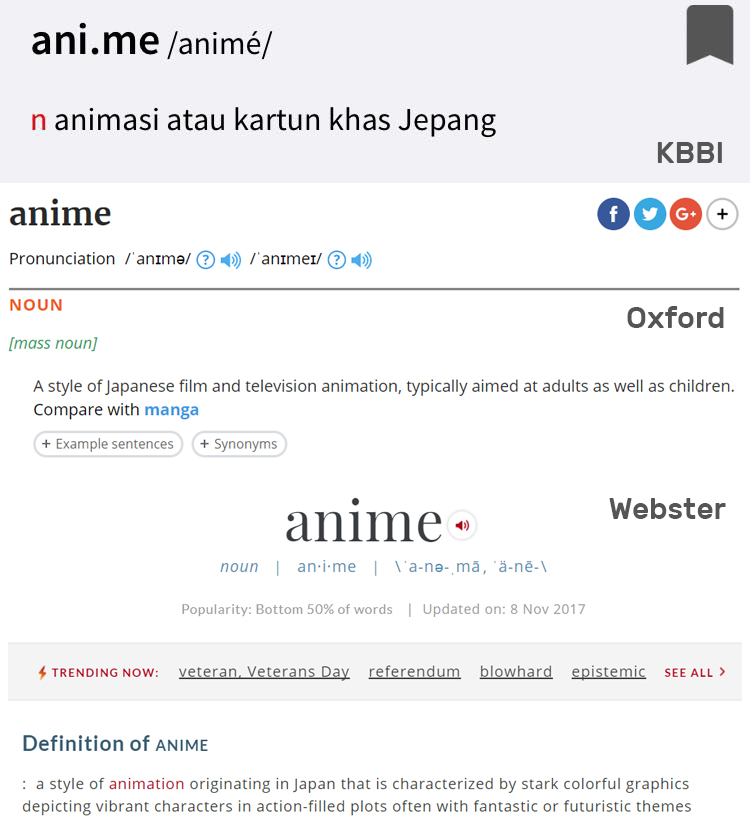 ani.me /animé/
n animasi atau kartun khas Jepang
KBBI
anime
Pronunciation /ˈanɪmə/ /ˈanɪmeɪ/
NOUN
Oxford
[mass noun]
A style of Japanese film and television animation, typically aimed at adults as well as children.
Compare with manga
+ Example sentences + Synonyms
anime
Webster
noun | an·i·me | \ˈa-nə-ˌmā, ˈä-nē-\
Popularity: Bottom 50% of words | Updated on: 8 Nov 2017
TRENDING NOW: veteran, Veterans Day referendum blowhard epistemic SEE ALL >
Definition of ANIME
: a style of animation originating in Japan that is characterized by stark colorful graphics
depicting vibrant characters in action-filled plots often with fantastic or futuristic themes